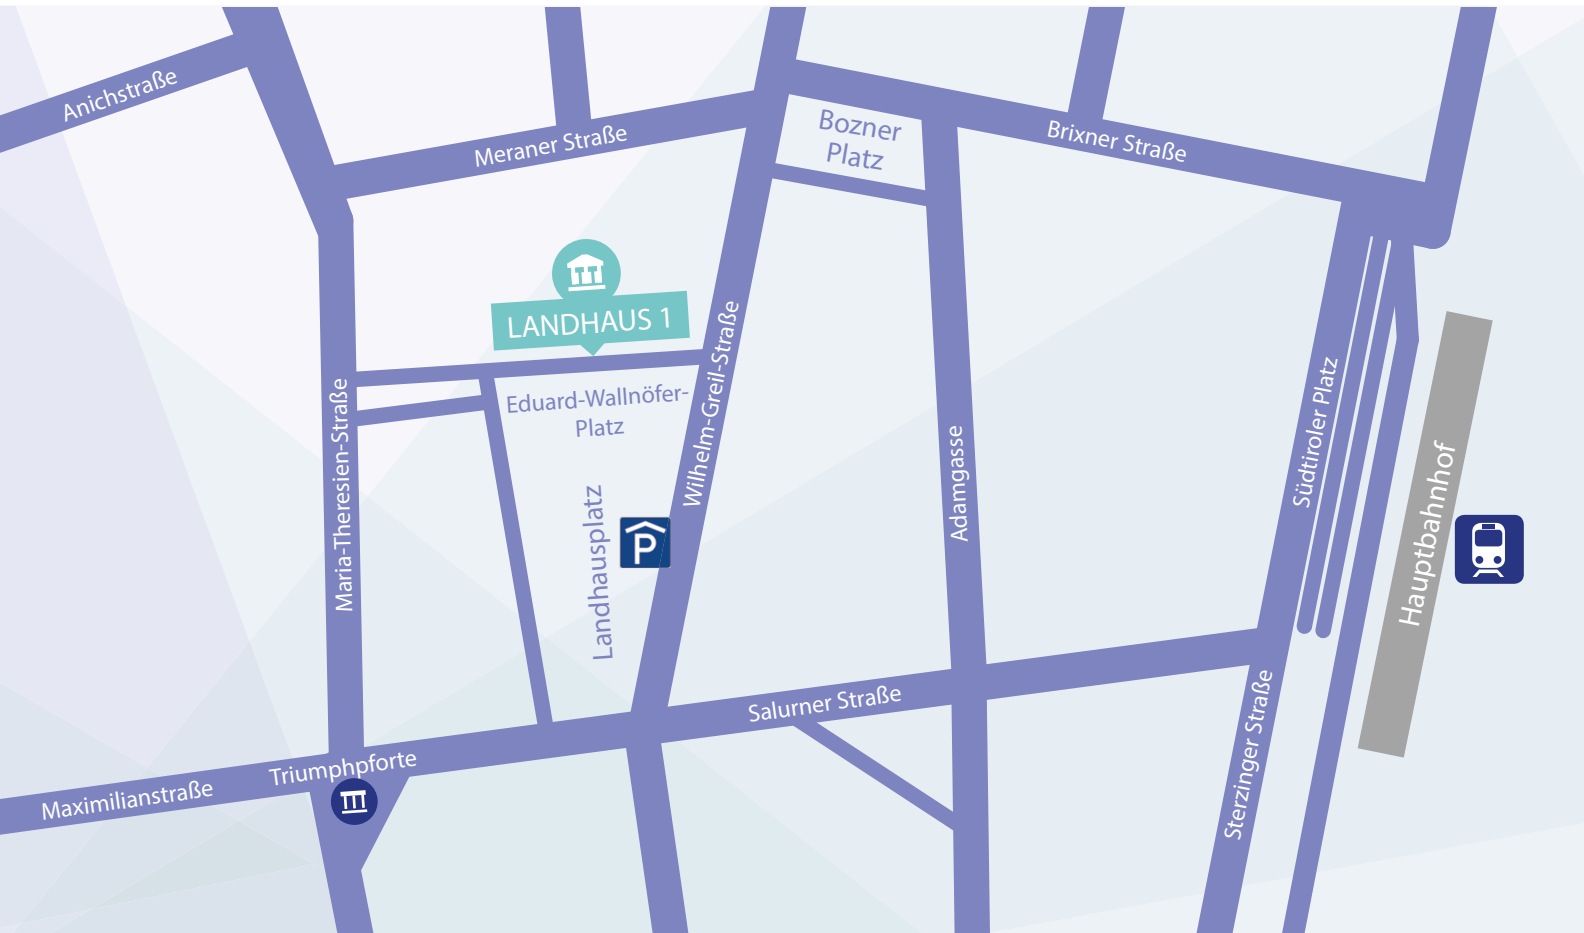 Anichstraße
Meraner Straße
Bozner
Platz
Brixner Straße
LANDHAUS 1
Eduard-Wallnöfer-
Platz
Wilhelm-Greil-Straße
Maria-Theresien-Straße
Landhausplatz
P
Adamgasse
Südtiroler Platz
Hauptbahnhof
Salurner Straße
Sterzinger Straße
Triumphpforte
Maximilianstraße